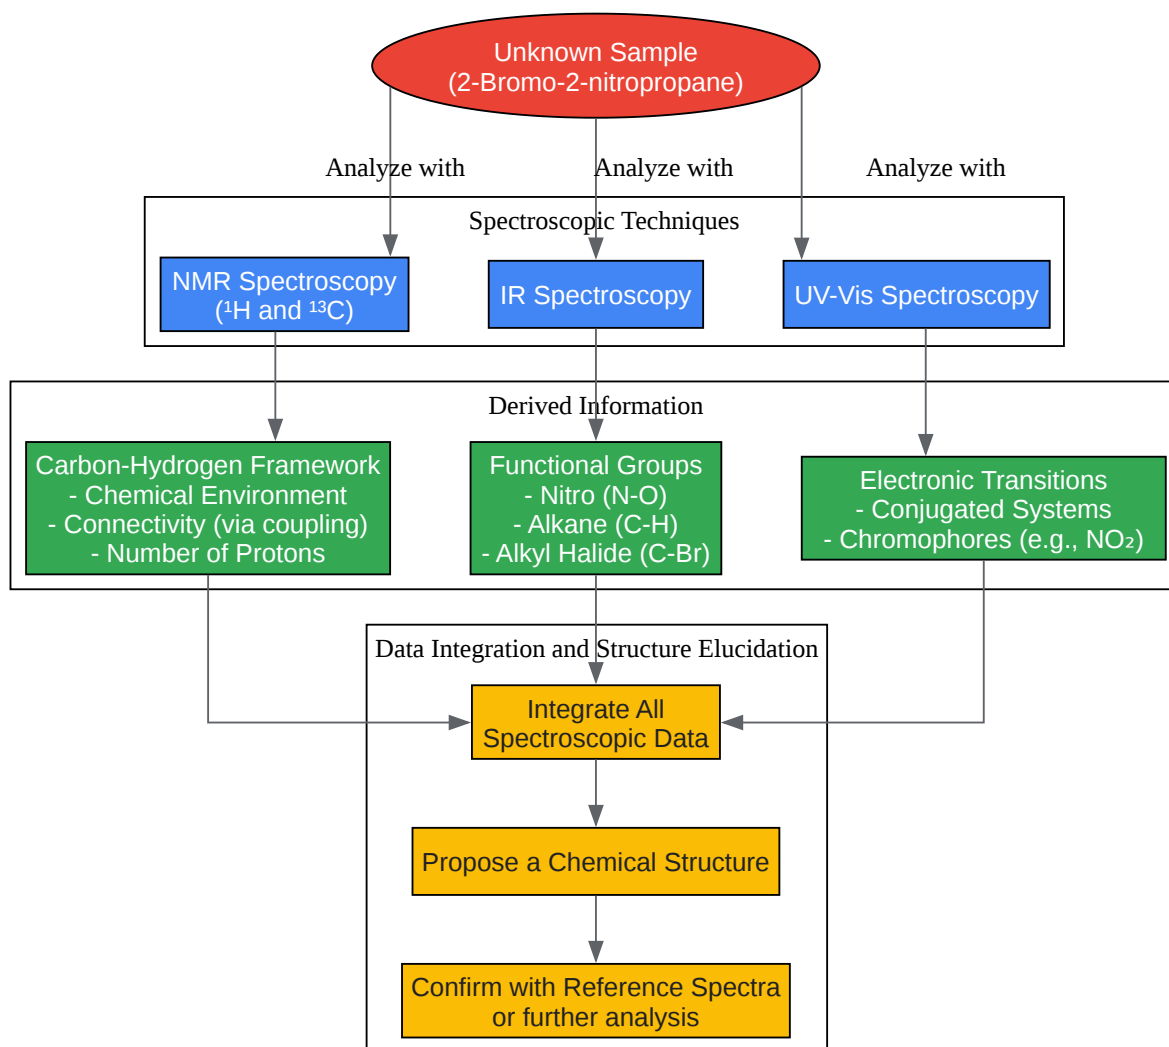 Unknown Sample
(2-Bromo-2-nitropropane)
Analyze with
Analyze with
Analyze with
Spectroscopic Techniques
NMR Spectroscopy
(¹H and ¹³C)
IR Spectroscopy
UV-Vis Spectroscopy
Derived Information
Carbon-Hydrogen Framework
- Chemical Environment
- Connectivity (via coupling)
- Number of Protons
Functional Groups
- Nitro (N-O)
- Alkane (C-H)
- Alkyl Halide (C-Br)
Electronic Transitions
- Conjugated Systems
- Chromophores (e.g., NO₂)
Data Integration and Structure Elucidation
Integrate All
Spectroscopic Data
Propose a Chemical Structure
Confirm with Reference Spectra
or further analysis